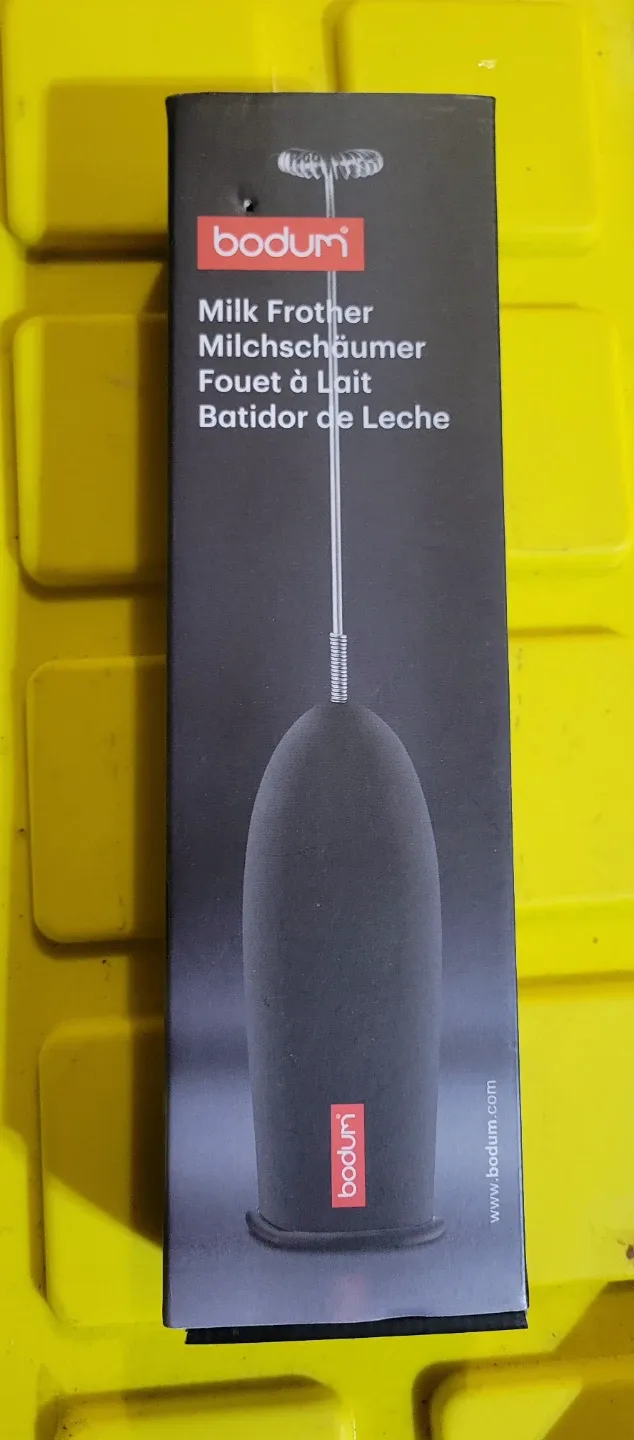 bodum®
Milk Frother
Milchschäumer
Fouet à Lait
Batidor de Leche
bodum®
www.bodum.com